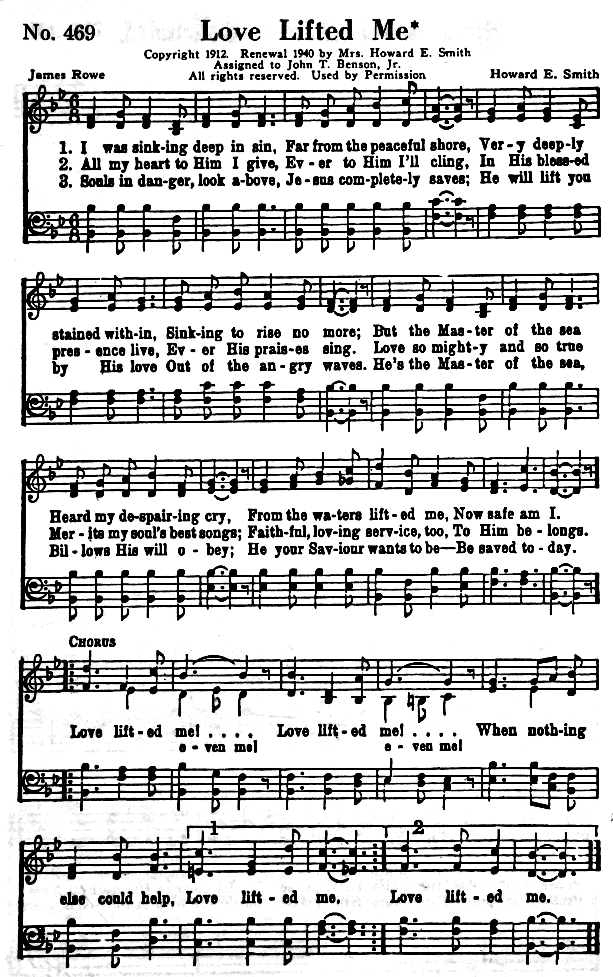 No. 469
Love Lifted Me*
Copyright 1912. Renewal 1940 by Mrs. Howard E. Smith
Assigned to John T. Benson, Jr.
James Rowe
All rights reserved. Used by Permission
Howard E. Smith
1. I was sink-ing deep in sin, Far from the peaceful shore, Ver-y deep-ly
2. All my heart to Him I give, Ev-er to Him I'll cling, In His bless-ed
3. Souls in dan-ger, look a-bove, Je-sus com-plete-ly saves; He will lift you
stained with-in, Sink-ing to rise no more; But the Mas-ter of the sea
pres-ence live, Ev-er His prais-es sing. Love so might-y and so true
by His love Out of the an-gry waves. He's the Mas-ter of the sea,
Heard my de-spair-ing cry, From the wa-ters lift-ed me, Now safe am I.
Mer-its my soul's best songs; Faith-ful, lov-ing serv-ice, too, To Him be-longs.
Bil-lows His will o-bey; He your Sav-iour wants to be—Be saved to-day.
CHORUS
Love lift-ed me! . . . . Love lift-ed me! . . . . When noth-ing
e-ven me! e-ven me!
1 2
else could help, Love lift-ed me, Love lift-ed me.